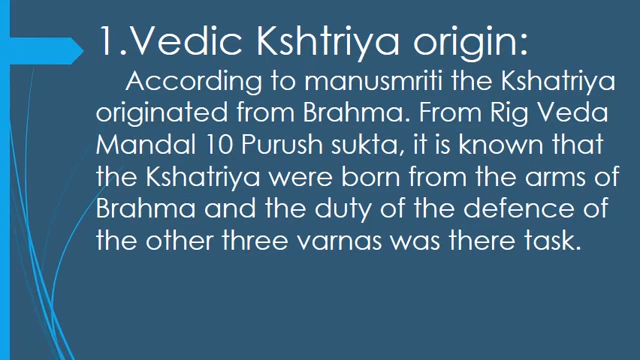 1.Vedic Kshtriya origin:
According to manusmriti the Kshatriya
originated from Brahma. From Rig Veda
Mandal 10 Purush sukta, it is known that
the Kshatriya were born from the arms of
Brahma and the duty of the defence of
the other three varnas was there task.